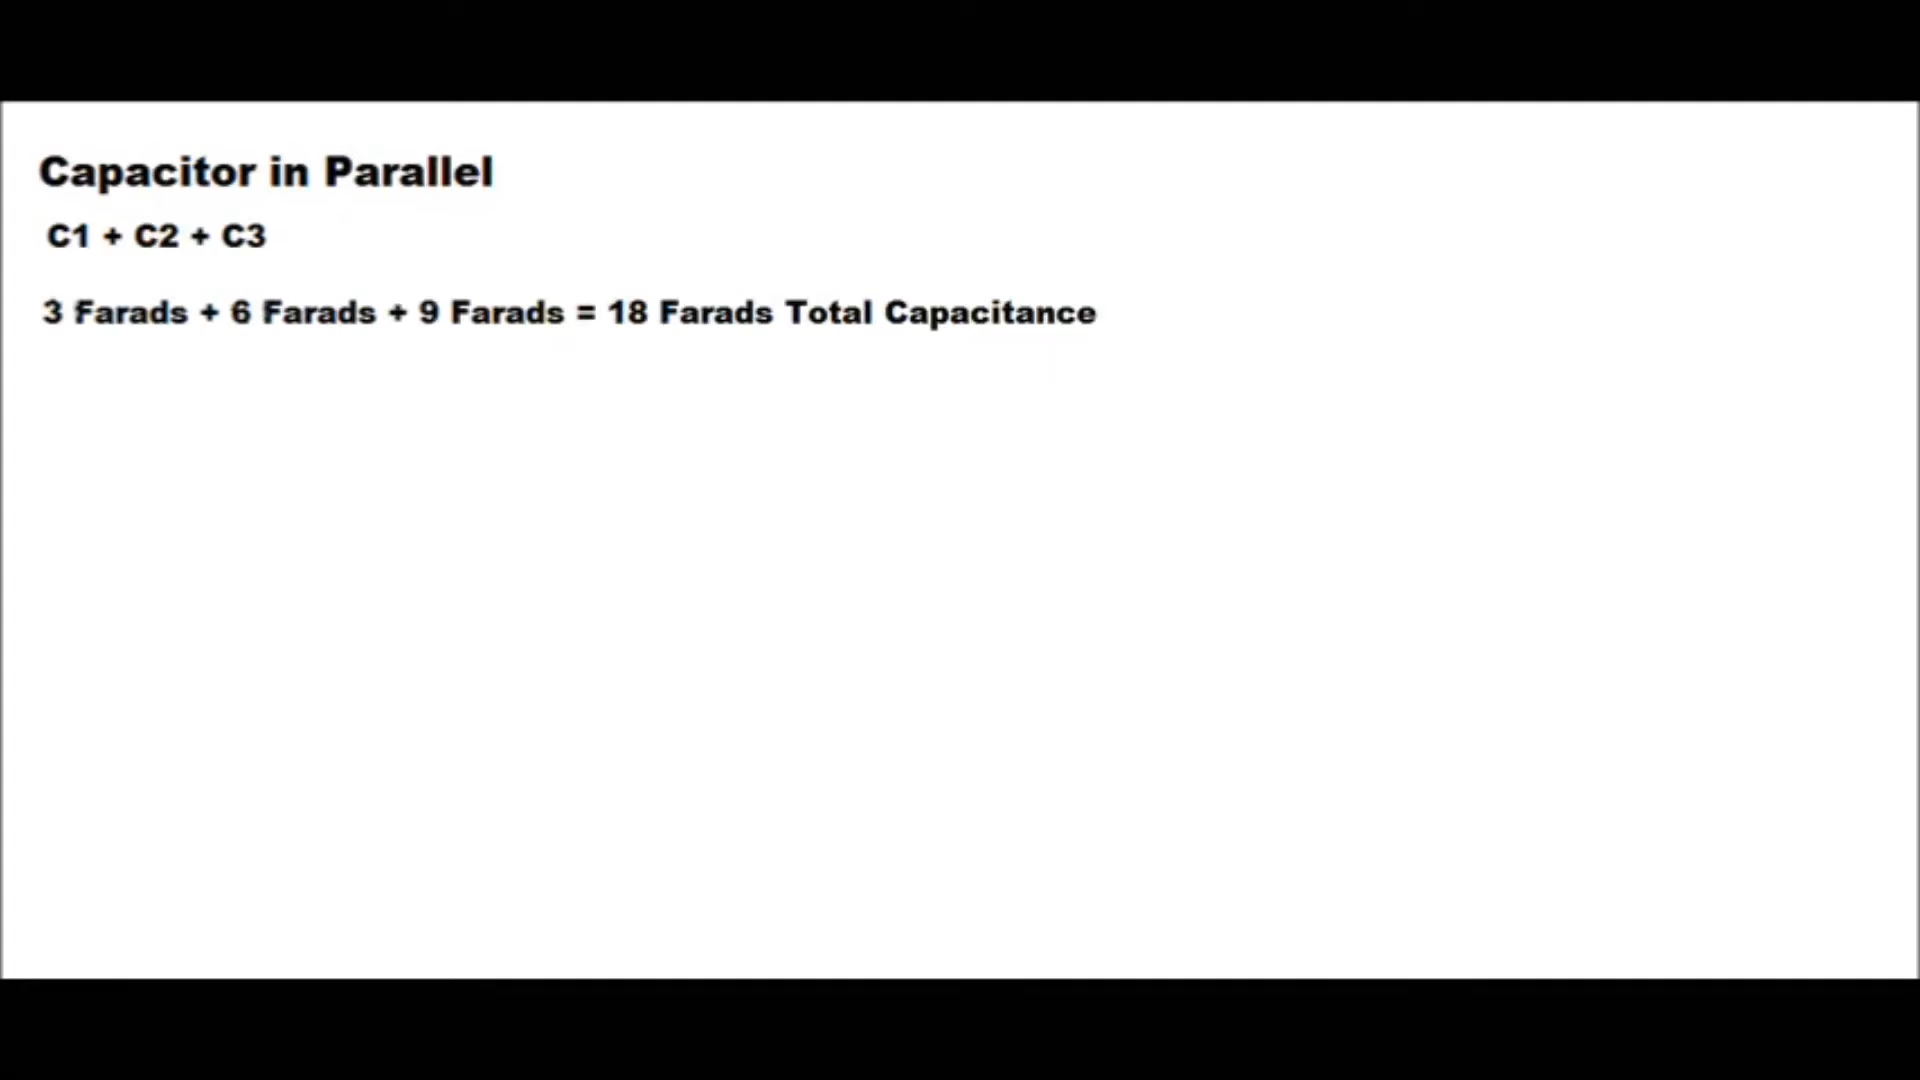 Capacitor in Parallel
C1 + C2 + C3
3 Farads + 6 Farads + 9 Farads = 18 Farads Total Capacitance